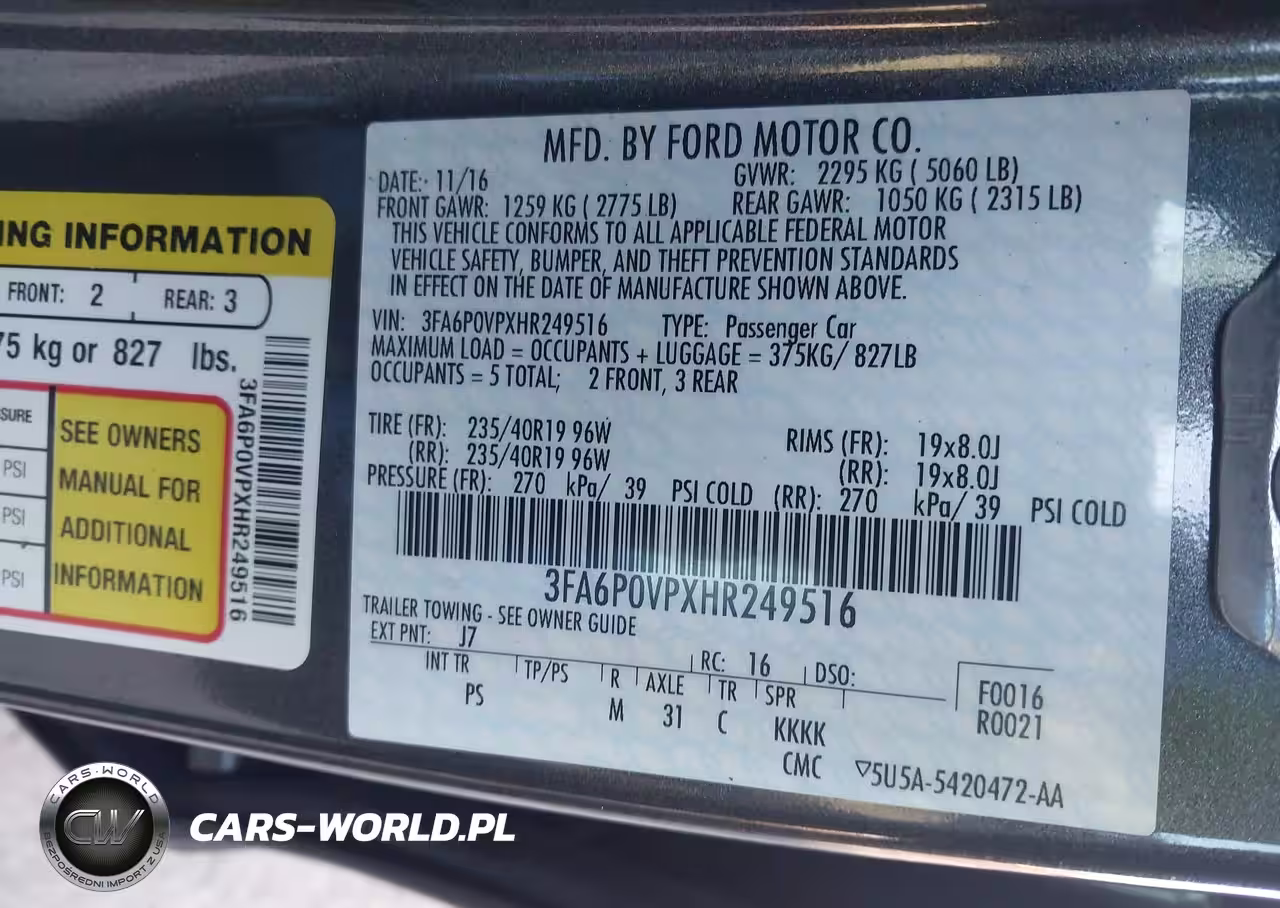 MFD. BY FORD MOTOR CO.
DATE: 11/16 GVWR: 2295 KG ( 5060 LB)
FRONT GAWR: 1259 KG ( 2775 LB) REAR GAWR: 1050 KG ( 2315 LB)
THIS VEHICLE CONFORMS TO ALL APPLICABLE FEDERAL MOTOR
VEHICLE SAFETY, BUMPER, AND THEFT PREVENTION STANDARDS
IN EFFECT ON THE DATE OF MANUFACTURE SHOWN ABOVE.
VIN: 3FA6P0VPXHR249516 TYPE: Passenger Car
MAXIMUM LOAD = OCCUPANTS + LUGGAGE = 375KG/ 827LB
OCCUPANTS = 5 TOTAL; 2 FRONT, 3 REAR
TIRE (FR): 235/40R19 96W RIMS (FR): 19x8.0J
(RR): 235/40R19 96W (RR): 19x8.0J
PRESSURE (FR): 270 kPa/ 39 PSI COLD (RR): 270 kPa/ 39 PSI COLD
3FA6P0VPXHR249516
TRAILER TOWING - SEE OWNER GUIDE
EXT PNT: J7 RC: 16 DSO:
INT TR TP/PS R AXLE TR SPR
PS M 31 C KKKK
CMC
F0016
R0021
▽5U5A-5420472-AA
ING INFORMATION
FRONT: 2 REAR: 3
75 kg or 827 lbs.
SURE
PSI
PSI
PSI
SEE OWNERS
MANUAL FOR
ADDITIONAL
INFORMATION
3FA6P0VPXHR249516
CARS-WORLD
CW
BEZPOŚREDNI IMPORT Z USA
CARS-WORLD.PL